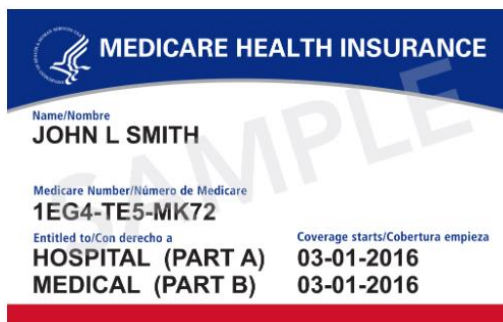 MEDICARE HEALTH INSURANCE
Name/Nombre
JOHN L SMITH
Medicare Number/Número de Medicare
1EG4-TE5-MK72
Entitled to/Con derecho a Coverage starts/Cobertura empieza
HOSPITAL (PART A) 03-01-2016
MEDICAL (PART B) 03-01-2016
SAMPLE